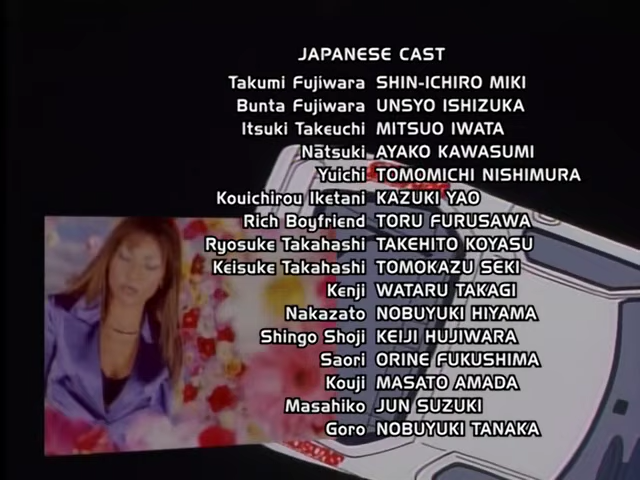 JAPANESE CAST
Takumi Fujiwara SHIN-ICHIRO MIKI
Bunta Fujiwara UNSYO ISHIZUKA
Itsuki Takeuchi MITSUO IWATA
Natsuki AYAKO KAWASUMI
Yuichi TOMOMICHI NISHIMURA
Kouichirou Iketani KAZUKI YAO
Rich Boyfriend TORU FURUSAWA
Ryosuke Takahashi TAKEHITO KOYASU
Keisuke Takahashi TOMOKAZU SEKI
Kenji WATARU TAKAGI
Nakazato NOBUYUKI HIYAMA
Shingo Shoji KEIJI HUJIWARA
Saori ORINE FUKUSHIMA
Kouji MASATO AMADA
Masahiko JUN SUZUKI
Goro NOBUYUKI TANAKA